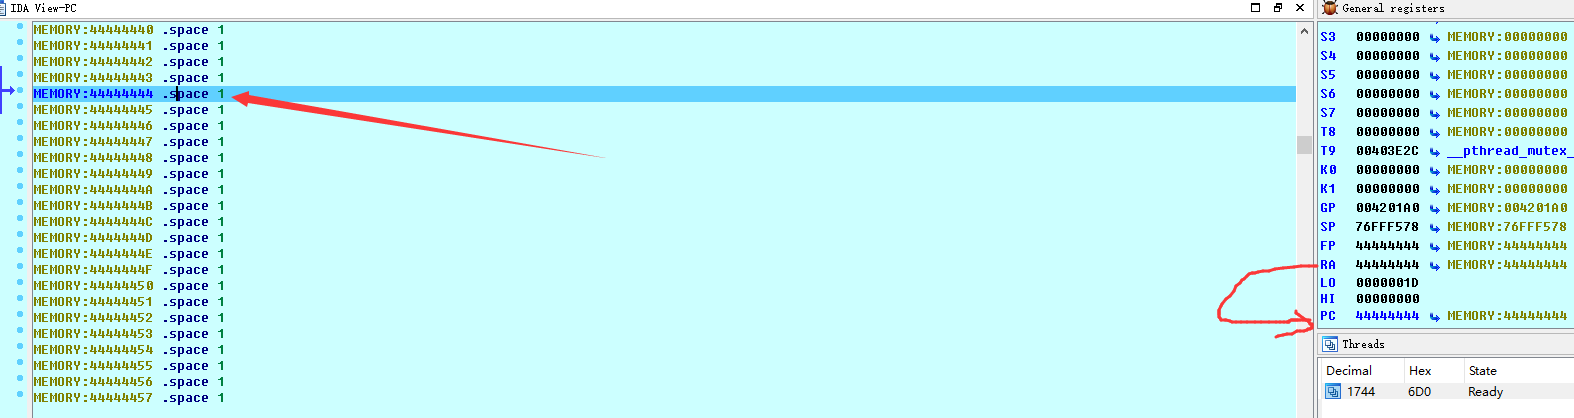 IDA View-PC
MEMORY:44444440 .space 1
MEMORY:44444441 .space 1
MEMORY:44444442 .space 1
MEMORY:44444443 .space 1
MEMORY:44444444 .space 1
MEMORY:44444445 .space 1
MEMORY:44444446 .space 1
MEMORY:44444447 .space 1
MEMORY:44444448 .space 1
MEMORY:44444449 .space 1
MEMORY:4444444A .space 1
MEMORY:4444444B .space 1
MEMORY:4444444C .space 1
MEMORY:4444444D .space 1
MEMORY:4444444E .space 1
MEMORY:4444444F .space 1
MEMORY:44444450 .space 1
MEMORY:44444451 .space 1
MEMORY:44444452 .space 1
MEMORY:44444453 .space 1
MEMORY:44444454 .space 1
MEMORY:44444455 .space 1
MEMORY:44444456 .space 1
MEMORY:44444457 .space 1
General registers
S3 00000000 MEMORY:00000000
S4 00000000 MEMORY:00000000
S5 00000000 MEMORY:00000000
S6 00000000 MEMORY:00000000
S7 00000000 MEMORY:00000000
T8 00000000 MEMORY:00000000
T9 00403E2C __pthread_mutex_
K0 00000000 MEMORY:00000000
K1 00000000 MEMORY:00000000
GP 004201A0 MEMORY:004201A0
SP 76FFF578 MEMORY:76FFF578
FP 44444444 MEMORY:44444444
RA 44444444 MEMORY:44444444
LO 0000001D
HI 00000000
PC 44444444 MEMORY:44444444
Threads
Decimal Hex State
1744 6D0 Ready